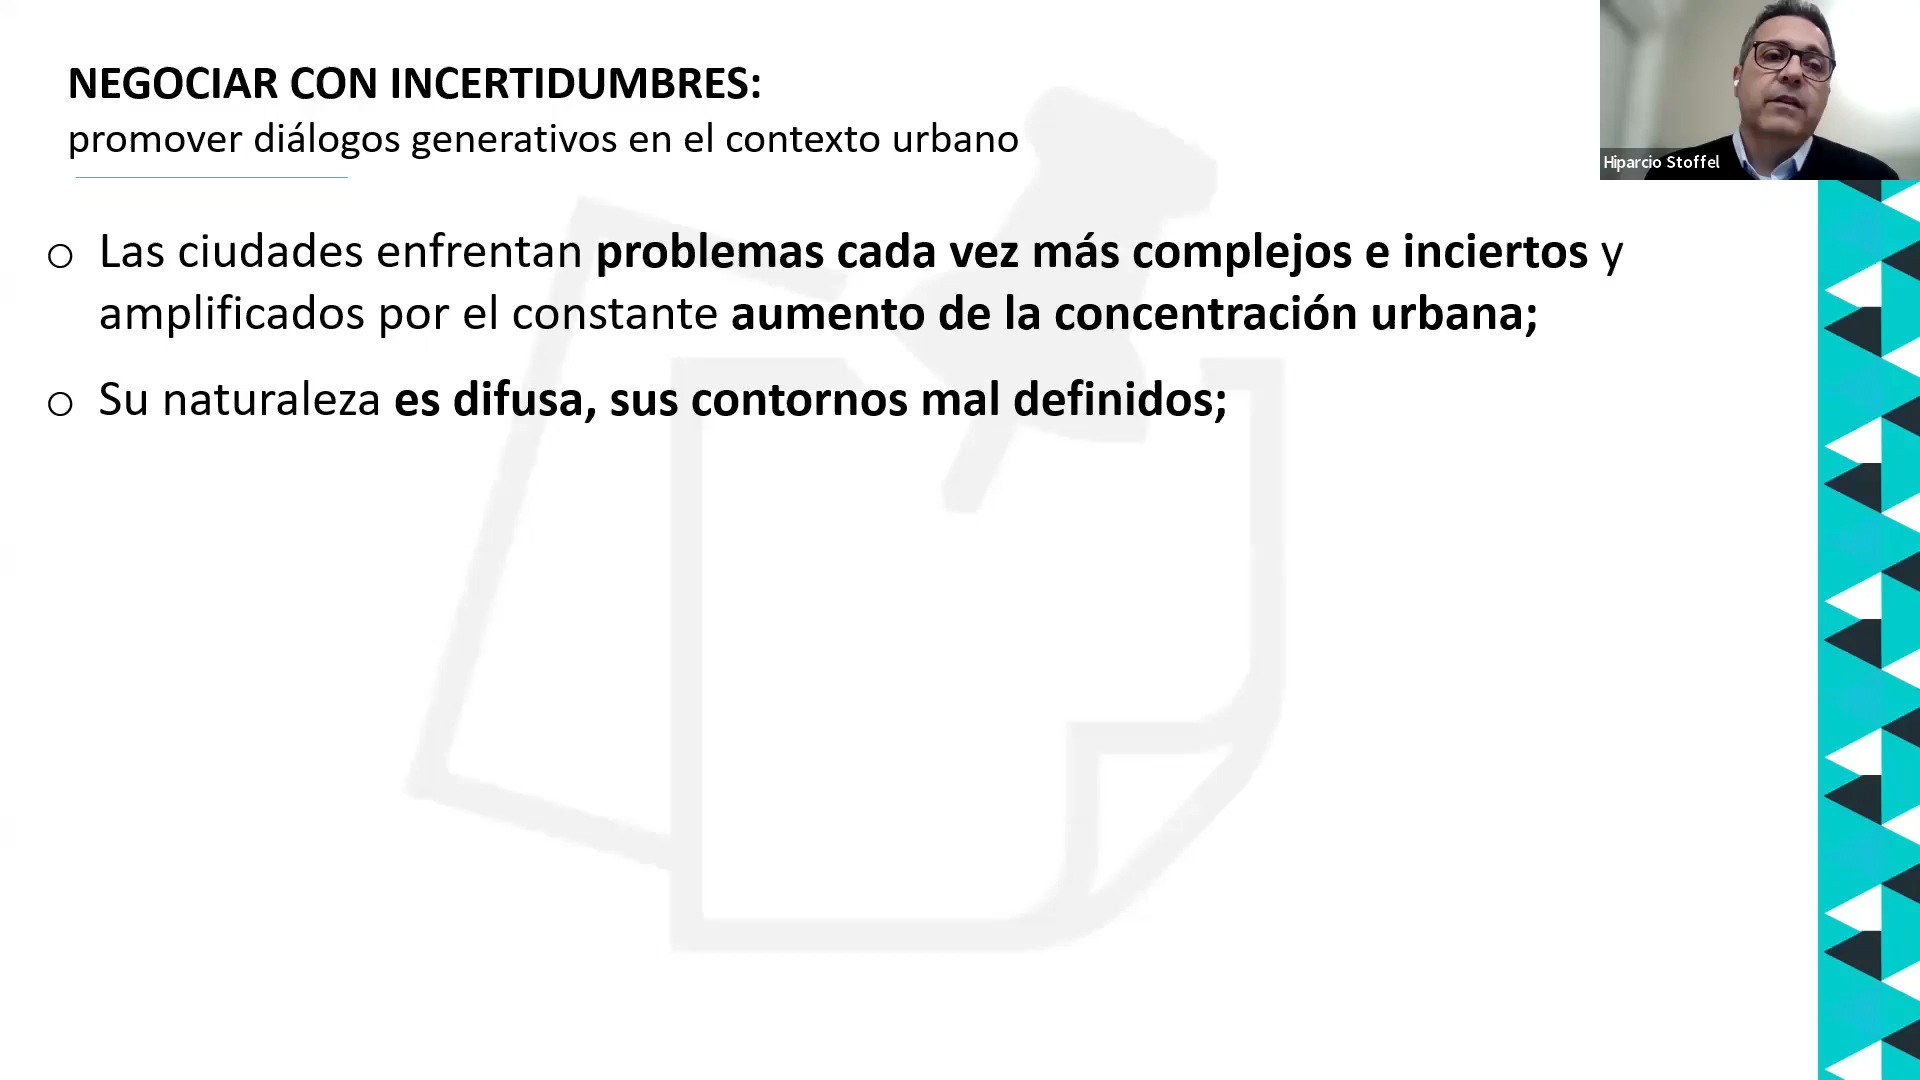 NEGOCIAR CON INCERTIDUMBRES:
promover diálogos generativos en el contexto urbano
Hiparcio Stoffel
o Las ciudades enfrentan problemas cada vez más complejos e inciertos y
amplificados por el constante aumento de la concentración urbana;
o Su naturaleza es difusa, sus contornos mal definidos;